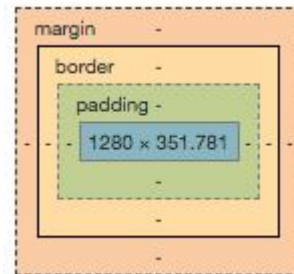 margin -
border -
padding -
- - - 1280 × 351.781 - - -
-
-
-